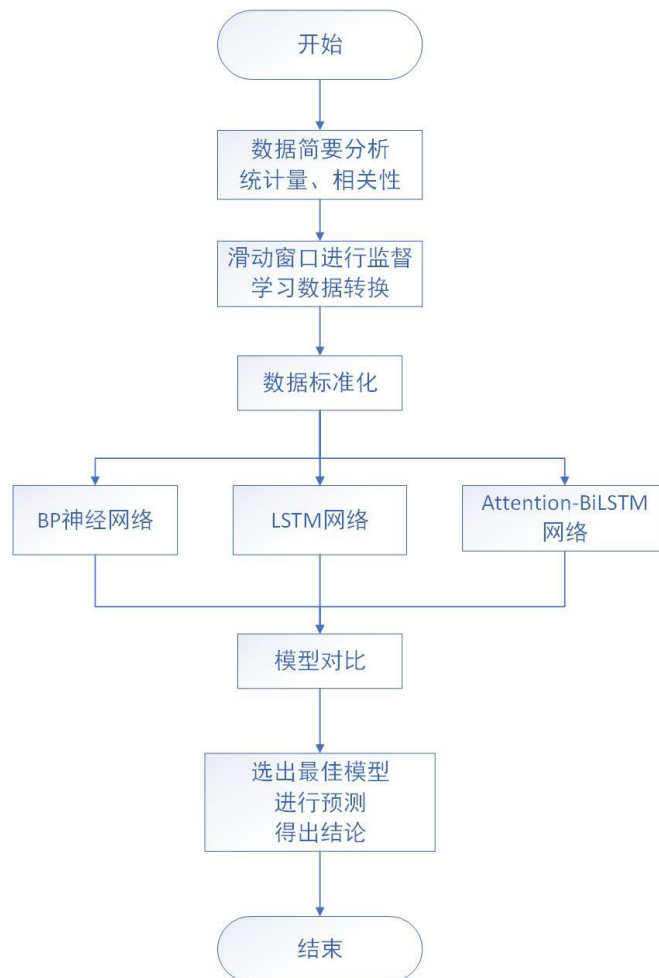 开始
数据简要分析
统计量、相关性
滑动窗口进行监督
学习数据转换
数据标准化
BP神经网络
LSTM网络
Attention-BiLSTM
网络
模型对比
选出最佳模型
进行预测
得出结论
结束